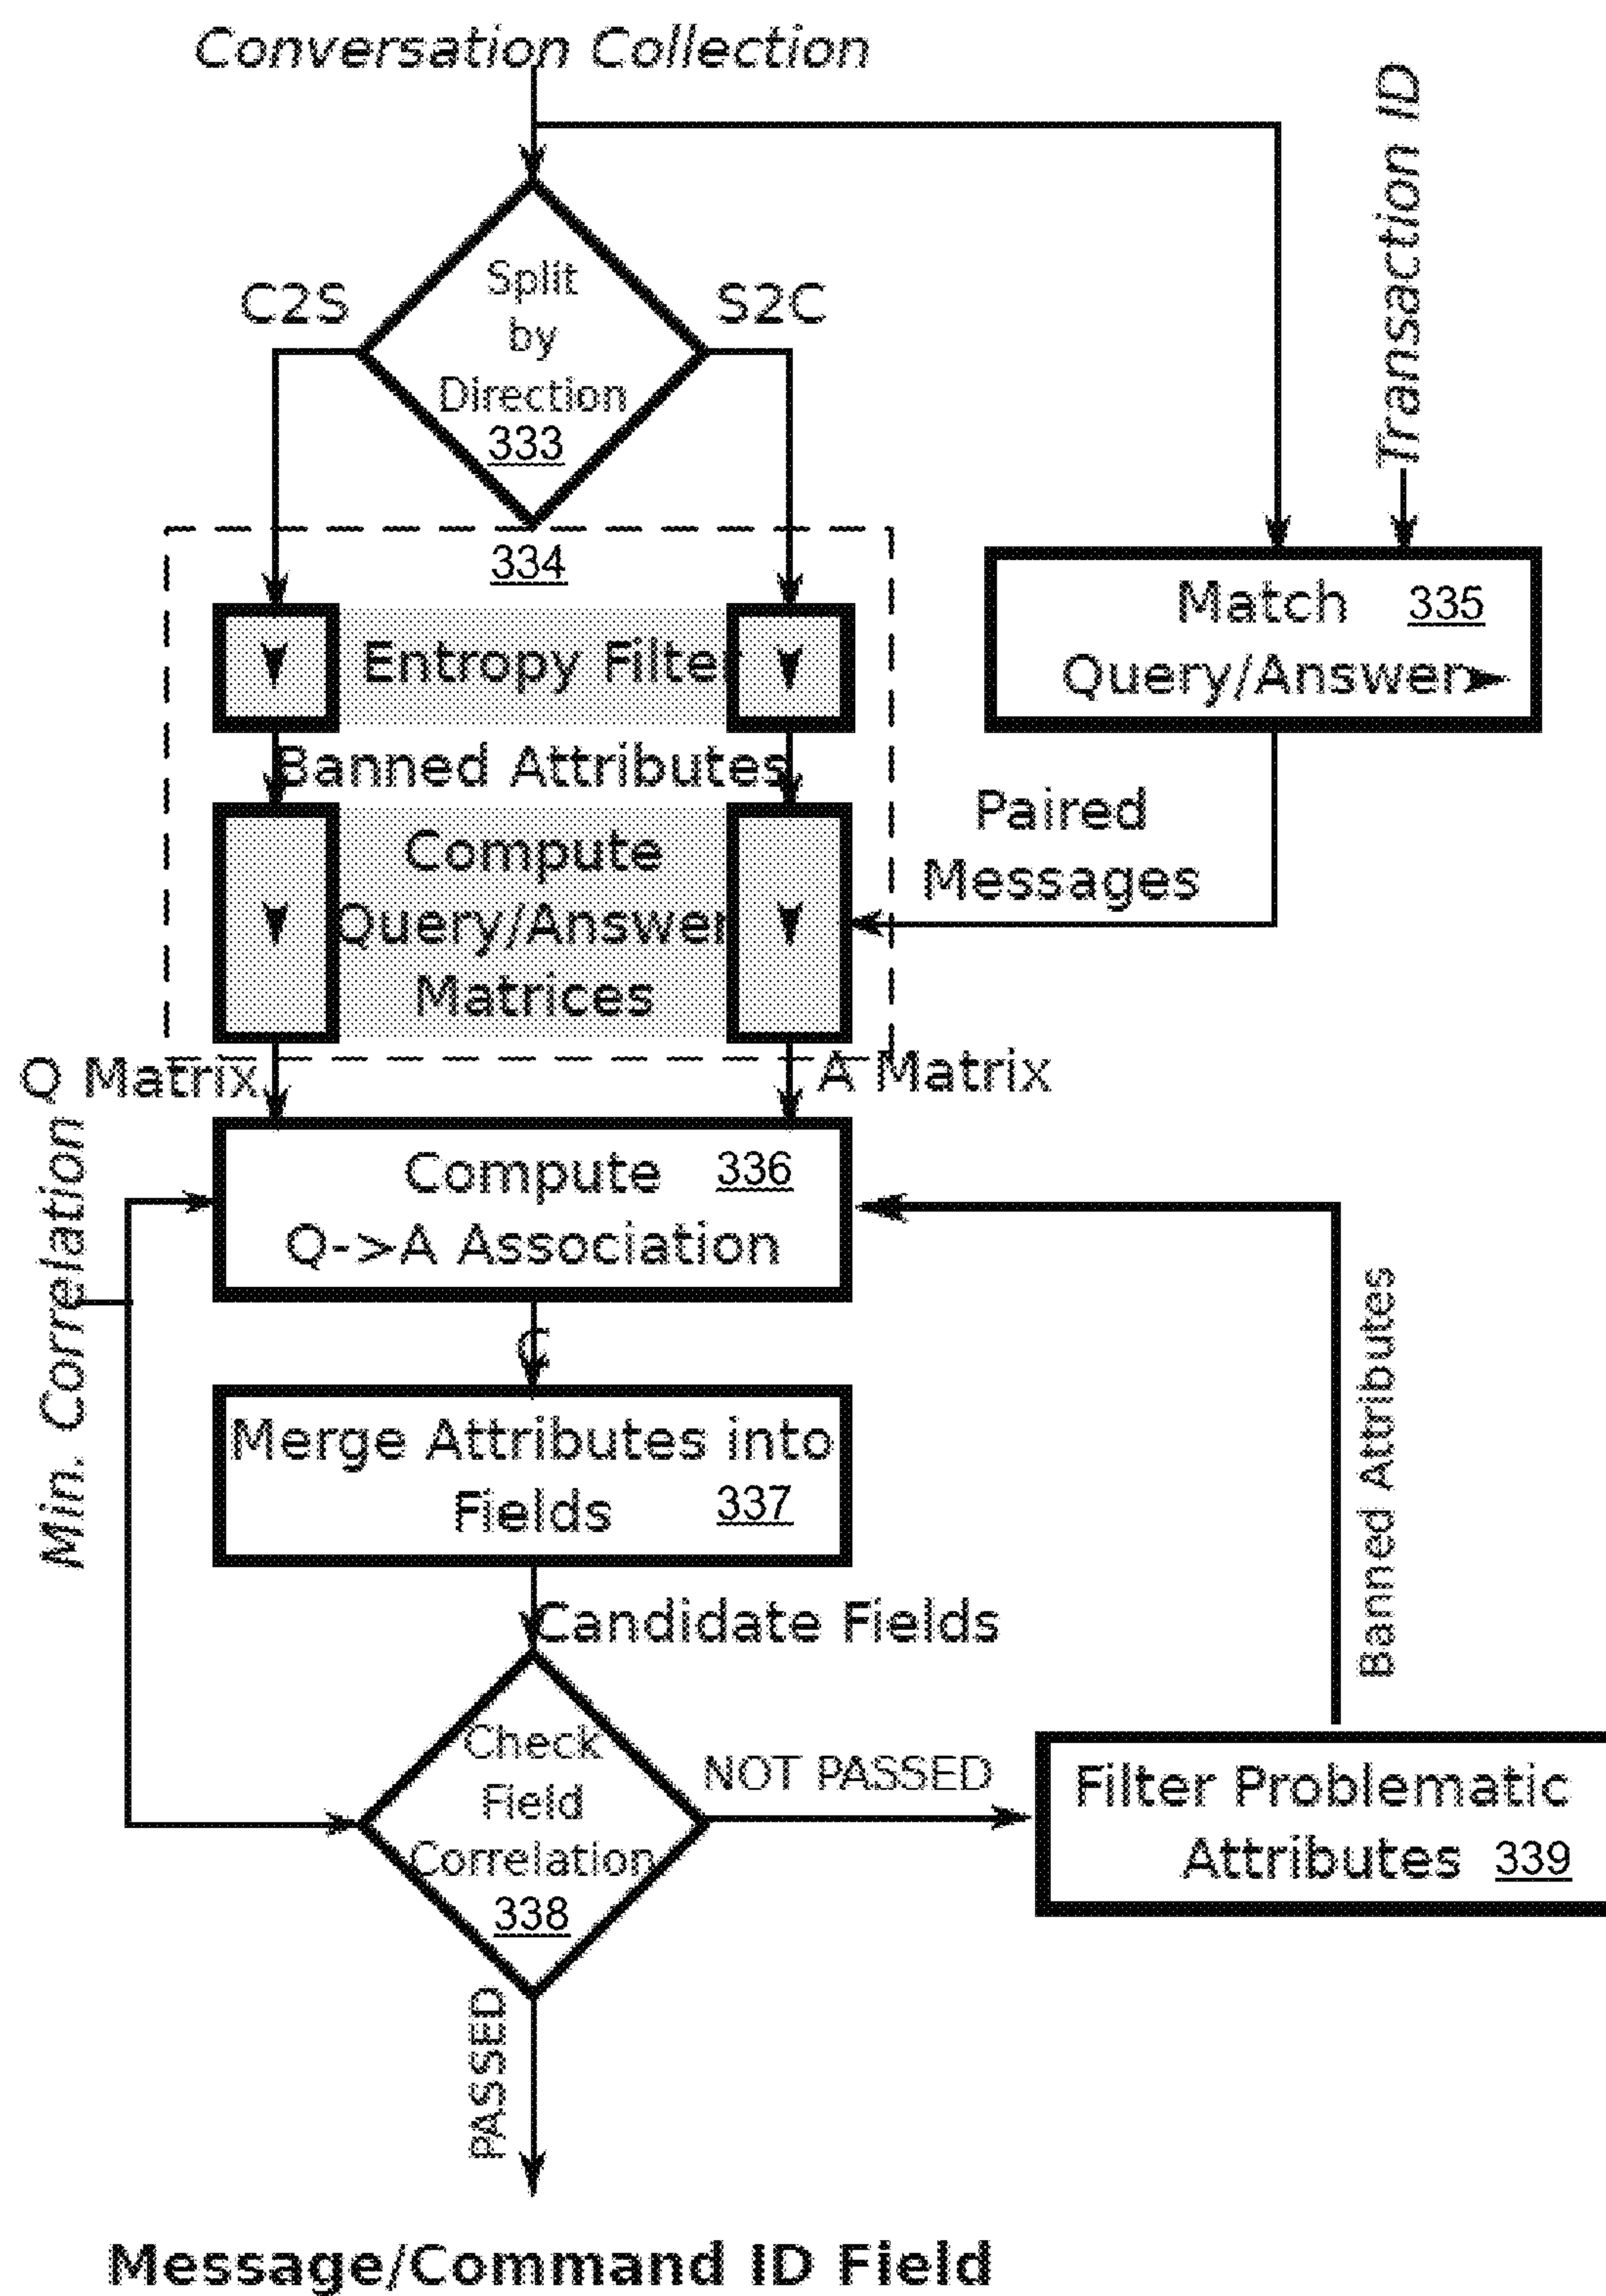 Conversation Collection
Transaction ID
C2S
S2C
Split
by
Direction
333
334
Entropy Filter
Match 335
Query/Answer
Banned Attributes
Paired
Messages
Compute
Query/Answer
Matrices
Q Matrix
A Matrix
Min. Correlation
Compute 336
Q->A Association
C
Banned Attributes
Merge Attributes into
Fields 337
Candidate Fields
Check
Field
Correlation
338
NOT PASSED
Filter Problematic
Attributes 339
PASSED
Message/Command ID Field